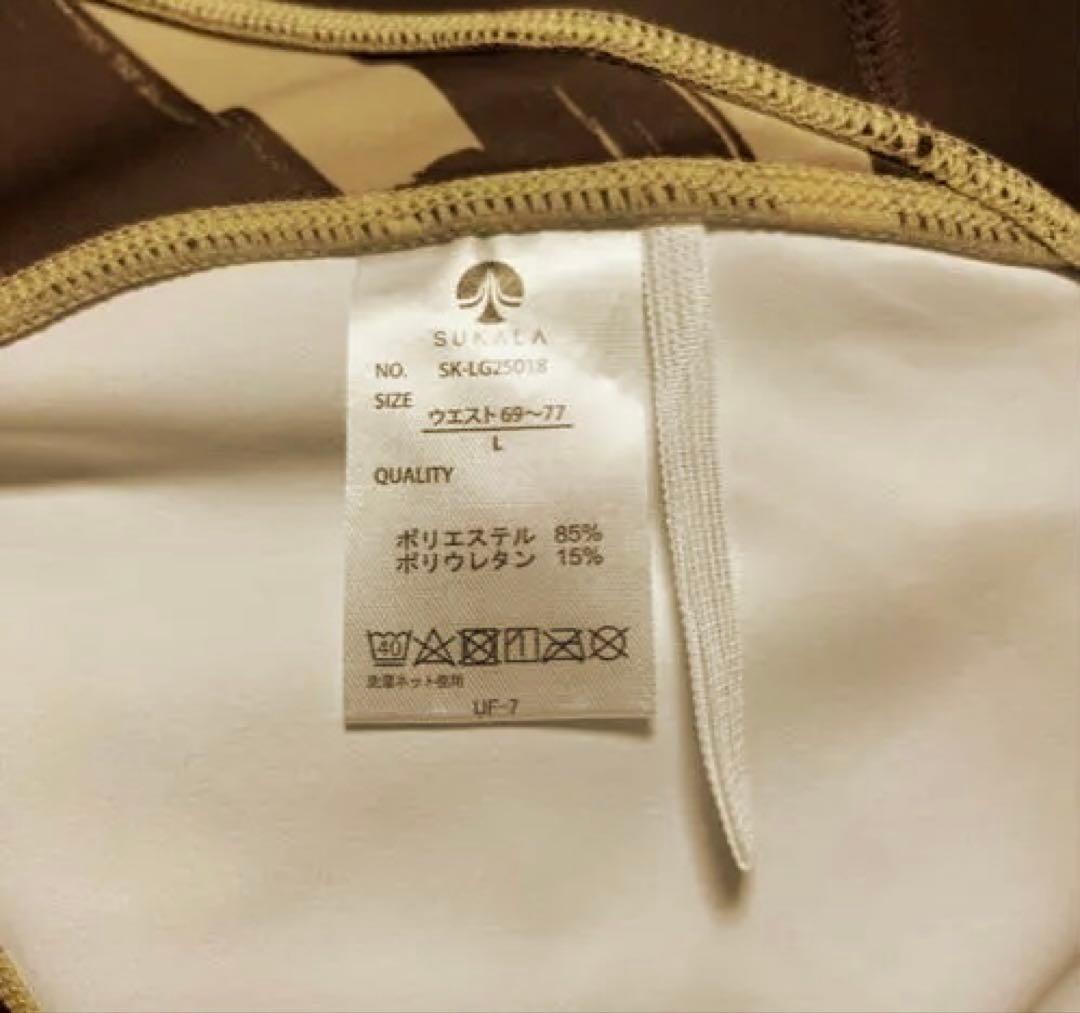 SUKALA
NO. SK-LG25018
SIZE
ウエスト69〜77
L
QUALITY
ポリエステル 85%
ポリウレタン 15%
40
洗濯ネット使用
UF-7